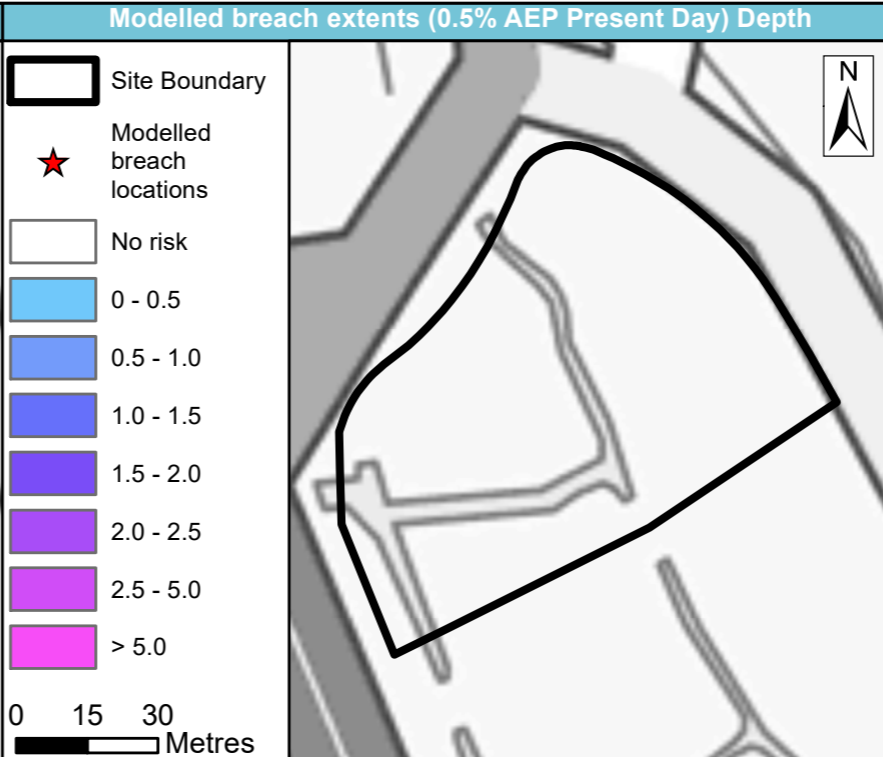 Modelled breach extents (0.5% AEP Present Day) Depth
Site Boundary
Modelled
breach
locations
No risk
0 - 0.5
0.5 - 1.0
1.0 - 1.5
1.5 - 2.0
2.0 - 2.5
2.5 - 5.0
> 5.0
0 15 30
Metres
N